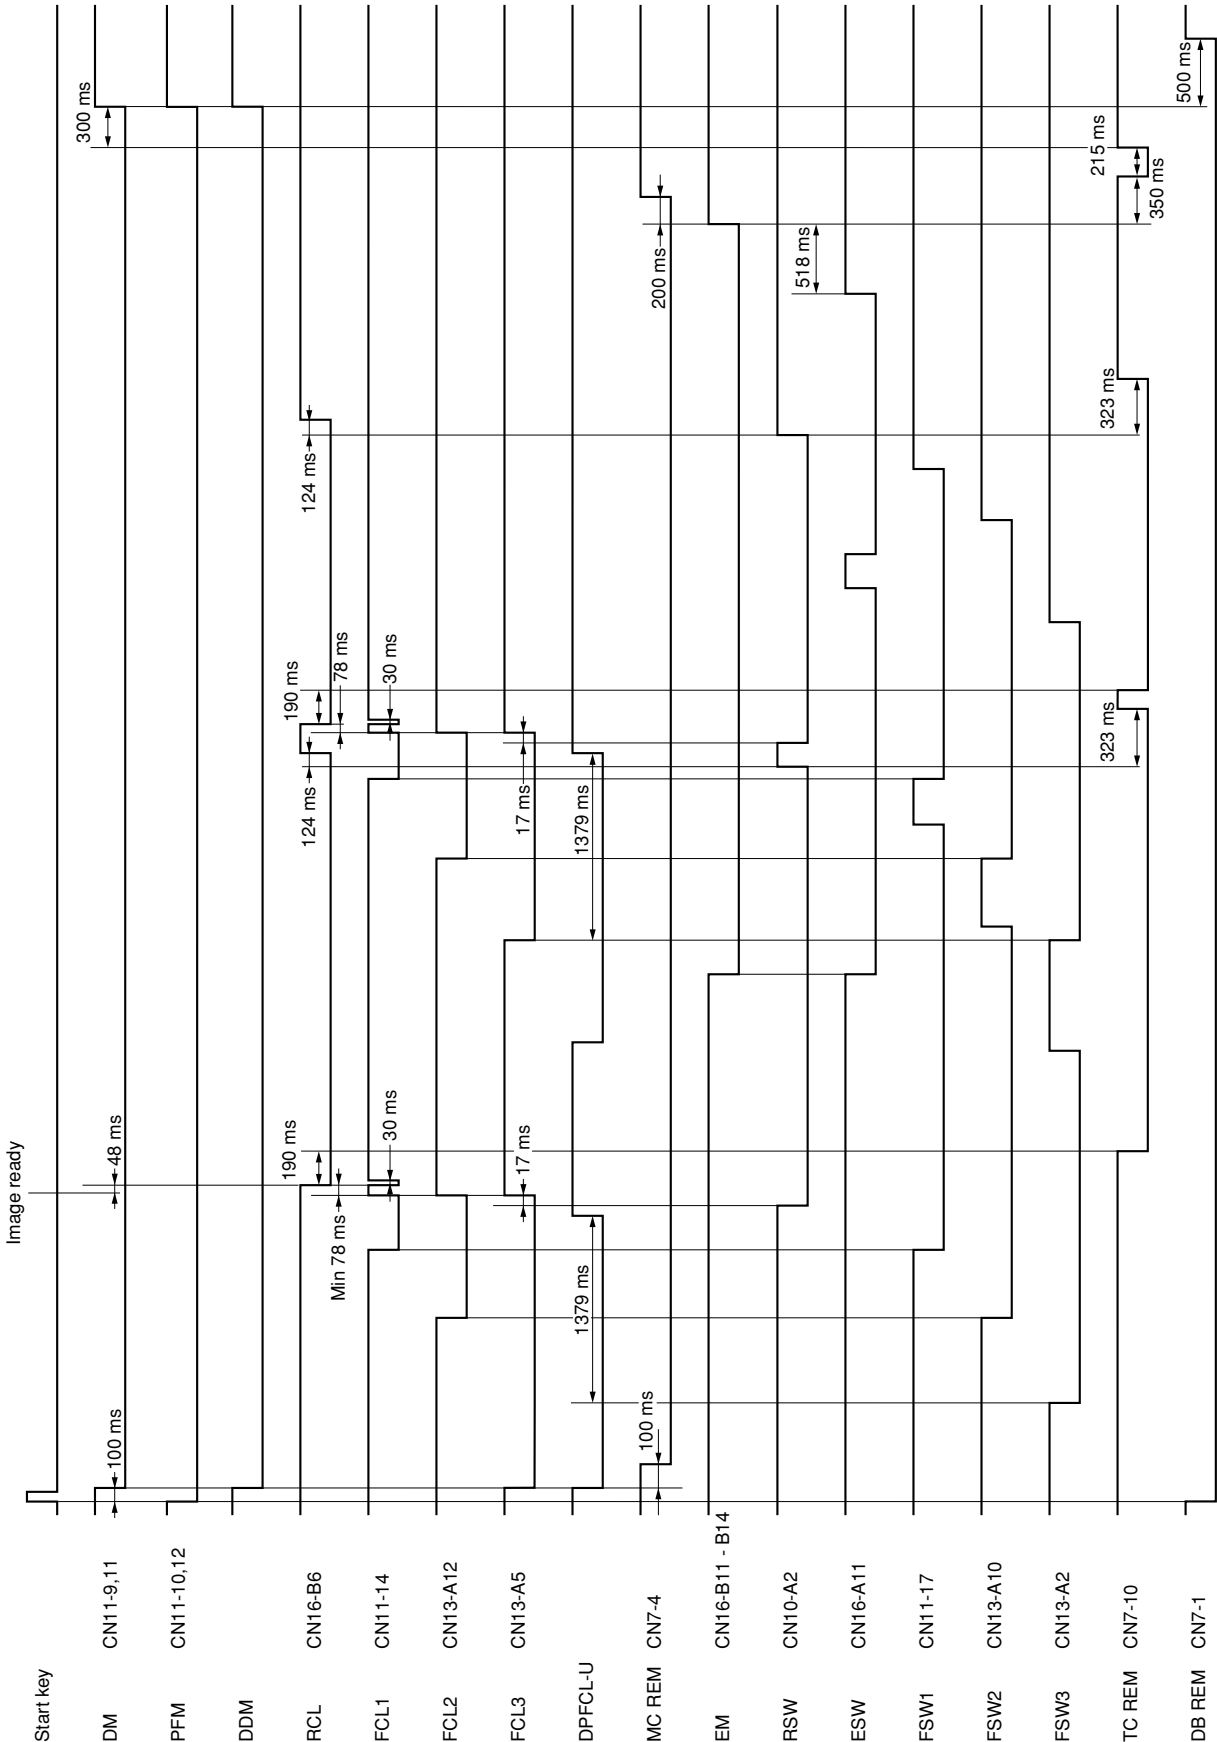 Image ready
Start key
DM CN11-9,11
100 ms
48 ms
300 ms
PFM CN11-10,12
DDM
RCL CN16-B6
190 ms
124 ms
190 ms
124 ms
Min 78 ms
78 ms
FCL1 CN11-14
30 ms
30 ms
FCL2 CN13-A12
FCL3 CN13-A5
17 ms
17 ms
DPFCL-U
1379 ms
1379 ms
MC REM CN7-4
100 ms
200 ms
EM CN16-B11 - B14
RSW CN10-A2
518 ms
ESW CN16-A11
FSW1 CN11-17
FSW2 CN13-A10
FSW3 CN13-A2
TC REM CN7-10
323 ms
323 ms
215 ms
350 ms
DB REM CN7-1
500 ms